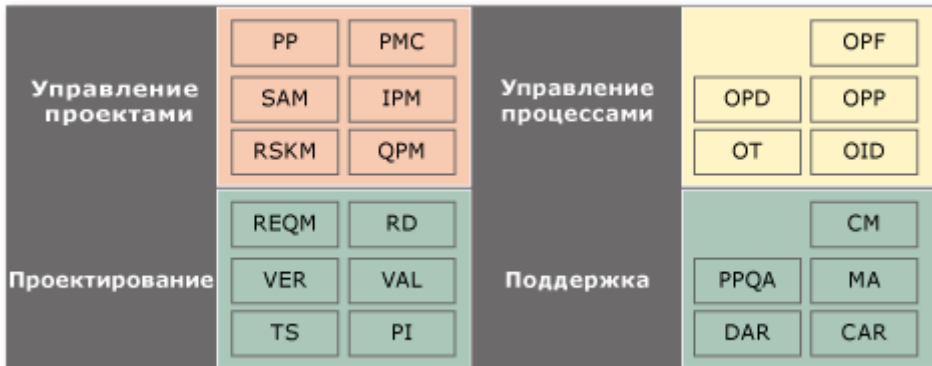 Управление
проектами
PP PMC
SAM IPM
RSKM QPM
Управление
процессами
OPF
OPD OPP
OT OID
Проектирование
REQM RD
VER VAL
TS PI
Поддержка
CM
PPQA MA
DAR CAR